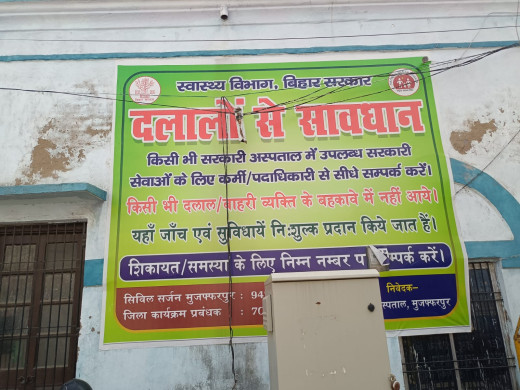 स्वास्थ्य विभाग, बिहार सरकार
दलालों से सावधान
किसी भी सरकारी अस्पताल में उपलब्ध सरकारी
सेवाओं के लिए कर्मी/पदाधिकारी से सीधे सम्पर्क करें।
किसी भी दलाल/बाहरी व्यक्ति के बहकावे में नहीं आये।
यहाँ जाँच एवं सुविधायें निःशुल्क प्रदान किये जात हैं।
शिकायत/समस्या के लिए निम्न नम्बर प सम्पर्क करें।
सिविल सर्जन मुजफ्फरपुर : 94
जिला कार्यक्रम प्रबंधक : 70
निवेदक-
स्पताल, मुजफ्फरपुर